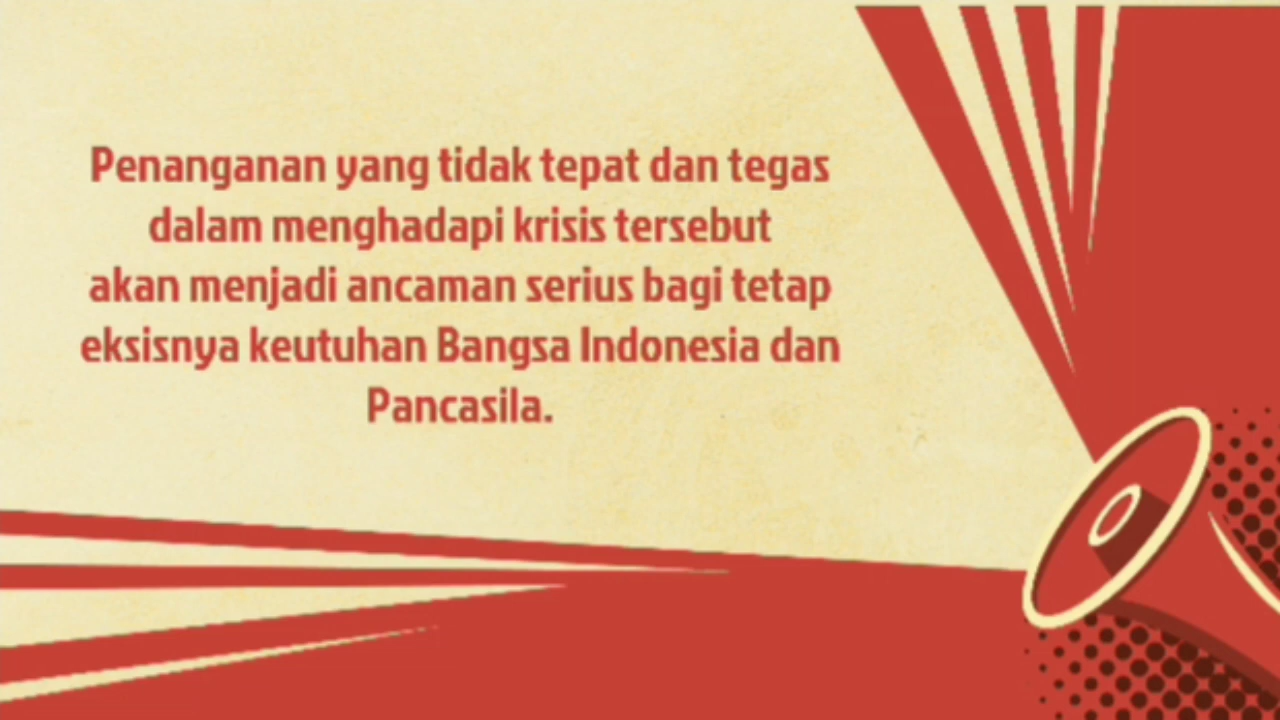 Penanganan yang tidak tepat dan tegas
dalam menghadapi krisis tersebut
akan menjadi ancaman serius bagi tetap
eksisnya keutuhan Bangsa Indonesia dan
Pancasila.